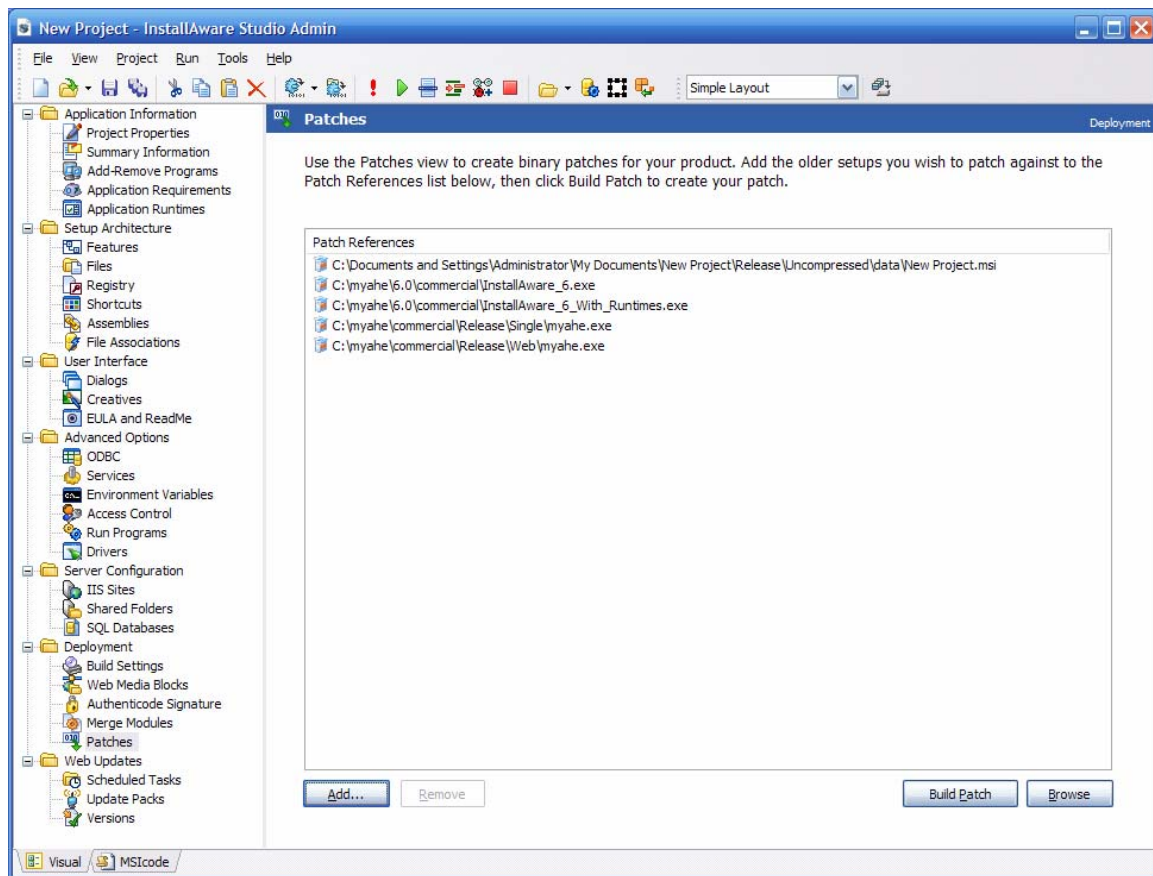 New Project - InstallAware Studio Admin
File View Project Run Tools Help
Simple Layout
Application Information
Project Properties
Summary Information
Add-Remove Programs
Application Requirements
Application Runtimes
Setup Architecture
Features
Files
Registry
Shortcuts
Assemblies
File Associations
User Interface
Dialogs
Creatives
EULA and ReadMe
Advanced Options
ODBC
Services
Environment Variables
Access Control
Run Programs
Drivers
Server Configuration
IIS Sites
Shared Folders
SQL Databases
Deployment
Build Settings
Web Media Blocks
Authenticode Signature
Merge Modules
Patches
Web Updates
Scheduled Tasks
Update Packs
Versions
Patches
Deployment
Use the Patches view to create binary patches for your product. Add the older setups you wish to patch against to the
Patch References list below, then click Build Patch to create your patch.
Patch References
C:\Documents and Settings\Administrator\My Documents\New Project\Release\Uncompressed\data\New Project.msi
C:\myahe\6.0\commercial\InstallAware_6.exe
C:\myahe\6.0\commercial\InstallAware_6_With_Runtimes.exe
C:\myahe\commercial\Release\Single\myahe.exe
C:\myahe\commercial\Release\Web\myahe.exe
Add... Remove Build Patch Browse
Visual MSIcode